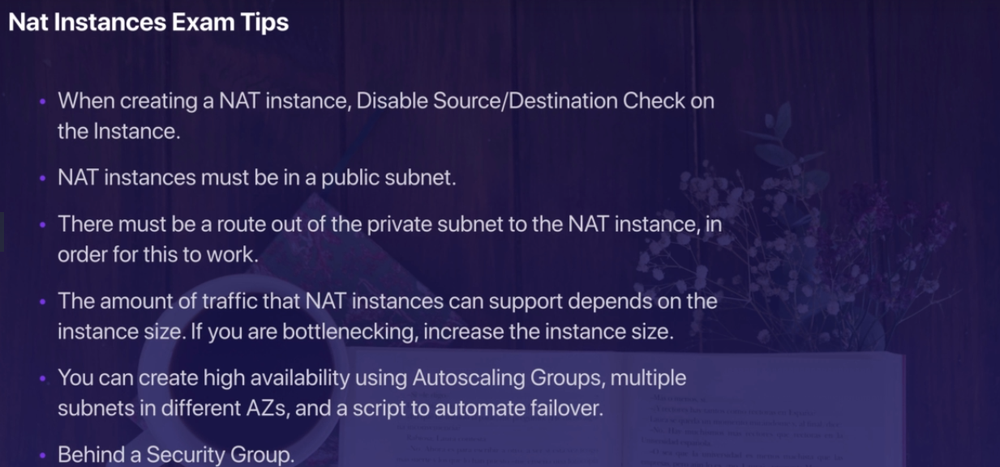 Nat Instances Exam Tips
• When creating a NAT instance, Disable Source/Destination Check on
the Instance.
• NAT instances must be in a public subnet.
• There must be a route out of the private subnet to the NAT instance, in
order for this to work.
• The amount of traffic that NAT instances can support depends on the
instance size. If you are bottlenecking, increase the instance size.
• You can create high availability using Autoscaling Groups, multiple
subnets in different AZs, and a script to automate failover.
• Behind a Security Group.